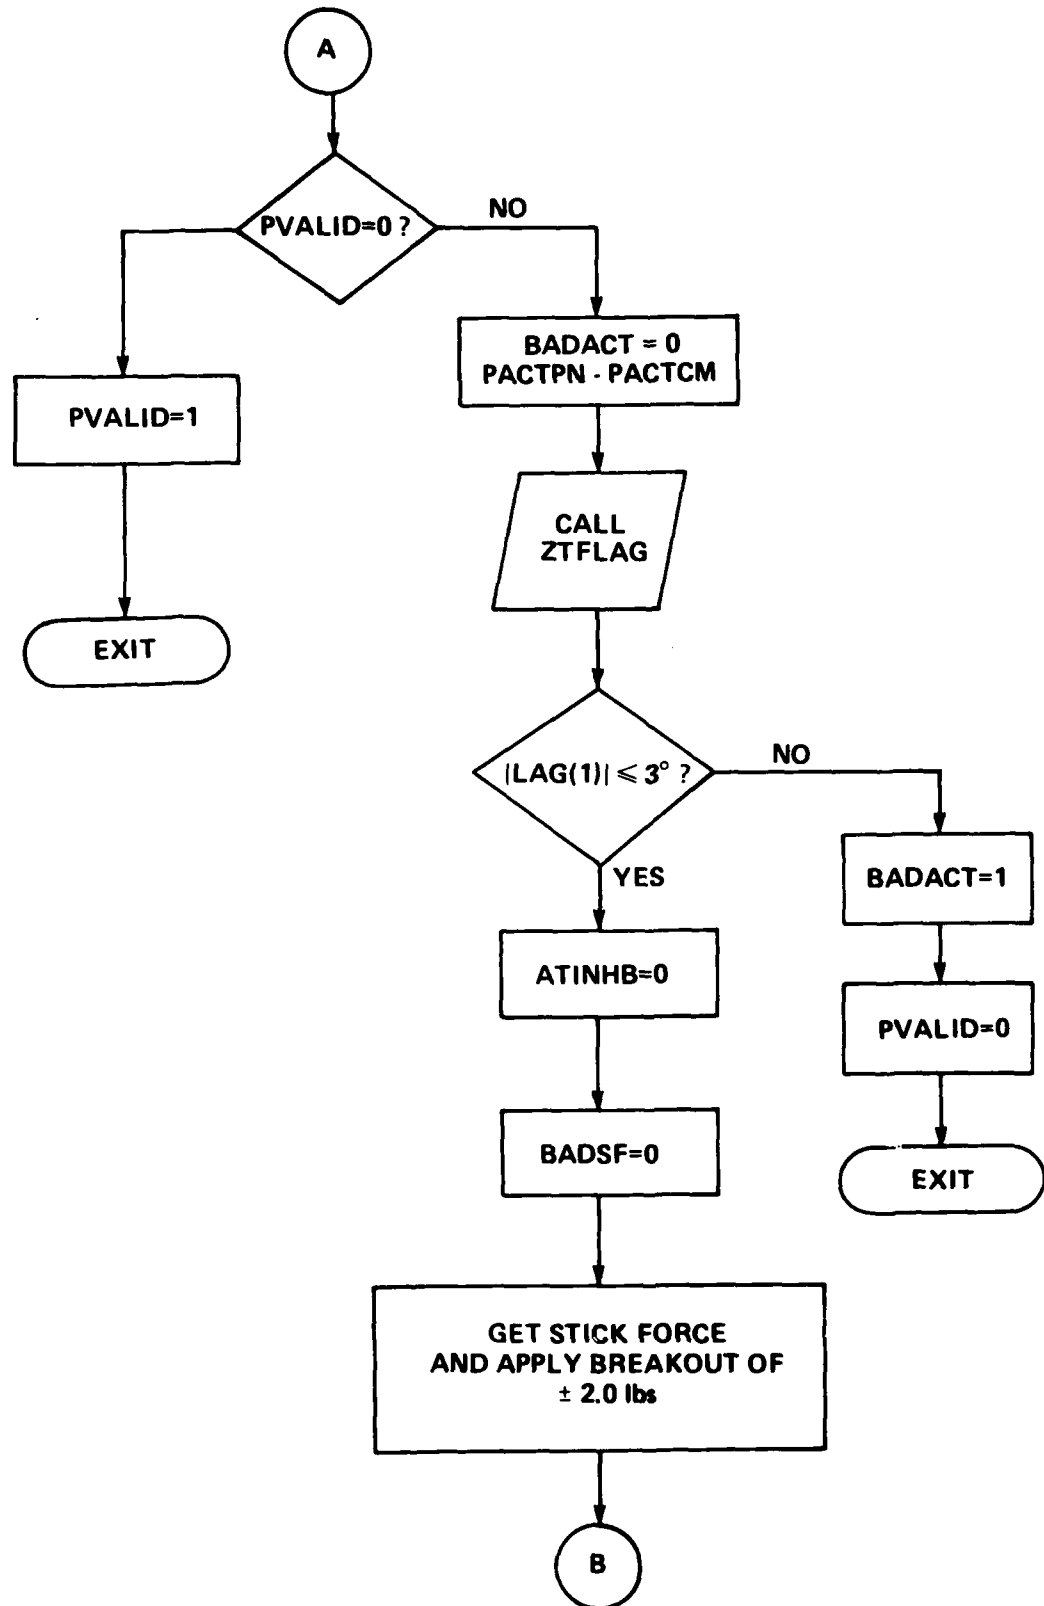 A
PVALID=0 ?
NO
BADACT = 0
PACTPN - PACTCM
PVALID=1
CALL
ZTFLAG
EXIT
|LAG(1)| ⩽ 3° ?
NO
YES
BADACT=1
ATINHB=0
PVALID=0
BADSF=0
EXIT
GET STICK FORCE
AND APPLY BREAKOUT OF
± 2.0 lbs
B